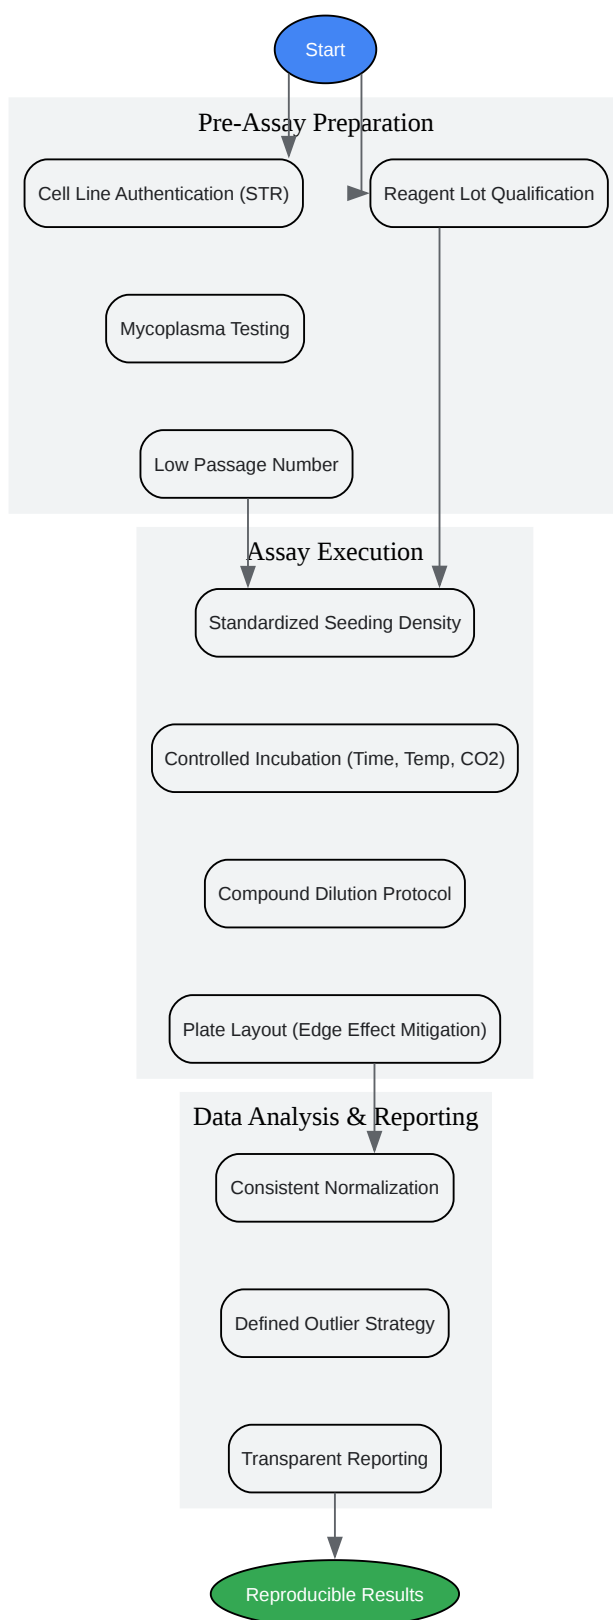 Start
Pre-Assay Preparation
Cell Line Authentication (STR)
Reagent Lot Qualification
Mycoplasma Testing
Low Passage Number
Assay Execution
Standardized Seeding Density
Controlled Incubation (Time, Temp, CO2)
Compound Dilution Protocol
Plate Layout (Edge Effect Mitigation)
Data Analysis & Reporting
Consistent Normalization
Defined Outlier Strategy
Transparent Reporting
Reproducible Results